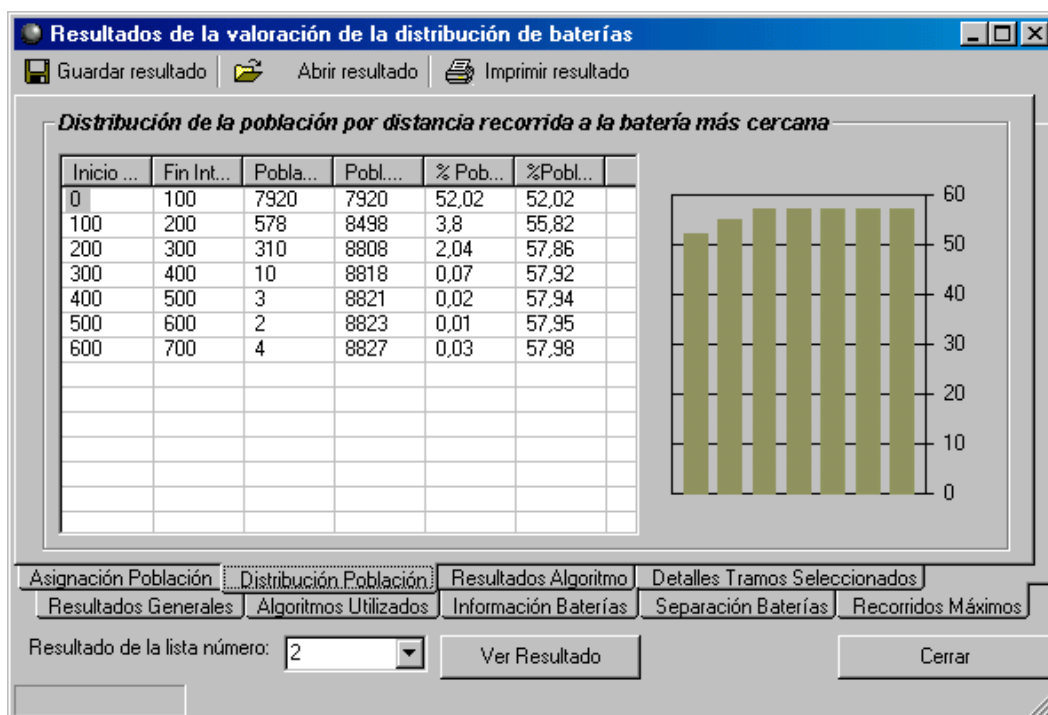 Resultados de la valoración de la distribución de baterías
Guardar resultado Abrir resultado Imprimir resultado
Distribución de la población por distancia recorrida a la batería más cercana
Inicio ... Fin Int... Pobla... Pobl.... % Pob... %Pobl...
0 100 7920 7920 52,02 52,02
100 200 578 8498 3,8 55,82
200 300 310 8808 2,04 57,86
300 400 10 8818 0,07 57,92
400 500 3 8821 0,02 57,94
500 600 2 8823 0,01 57,95
600 700 4 8827 0,03 57,98
60
50
40
30
20
10
0
Asignación Población Distribución Población Resultados Algoritmo Detalles Tramos Seleccionados
Resultados Generales Algoritmos Utilizados Información Baterías Separación Baterías Recorridos Máximos
Resultado de la lista número: 2 Ver Resultado Cerrar